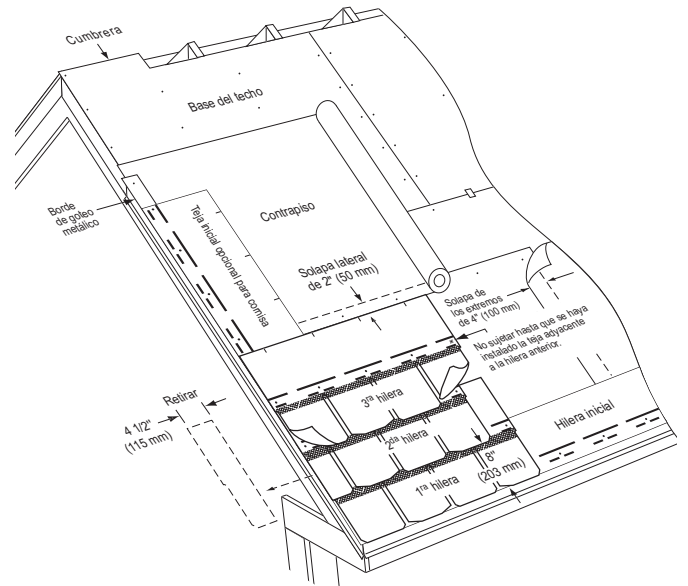 Cumbrera
Base del techo
Borde
de goteo
metálico
Teja inicial opcional para cornisa
Contrapiso
Solapa lateral
de 2" (50 mm)
Solapa de
los extremos
de 4" (100 mm)
No sujetar hasta que se haya
instalado la teja adyacente
a la hilera anterior.
Retirar
4 1/2"
(115 mm)
3ra hilera
2da hilera
1ra hilera
8"
(203 mm)
Hilera inicial